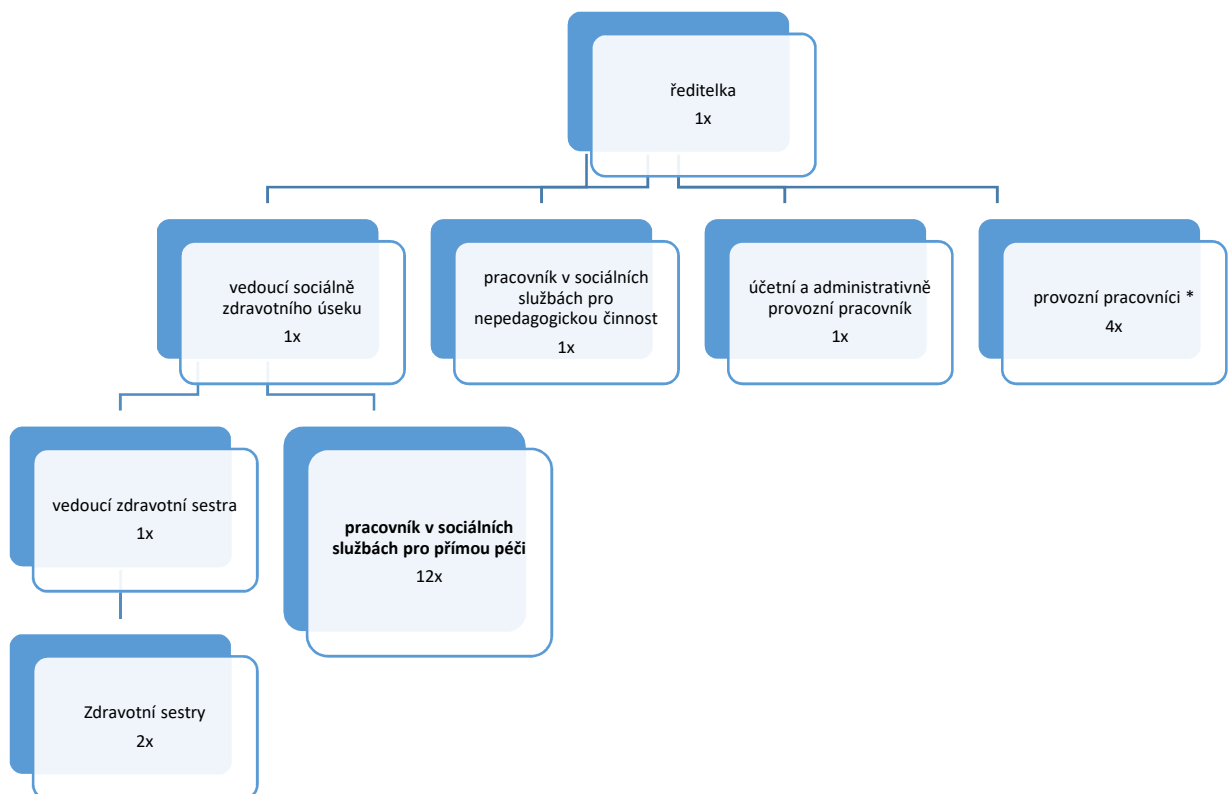 ředitelka
1x
vedoucí sociálně
zdravotního úseku
1x
pracovník v sociálních
službách pro
nepedagogickou činnost
1x
účetní a administrativně
provozní pracovník
1x
provozní pracovníci *
4x
vedoucí zdravotní sestra
1x
pracovník v sociálních
službách pro přímou péči
12x
Zdravotní sestry
2x